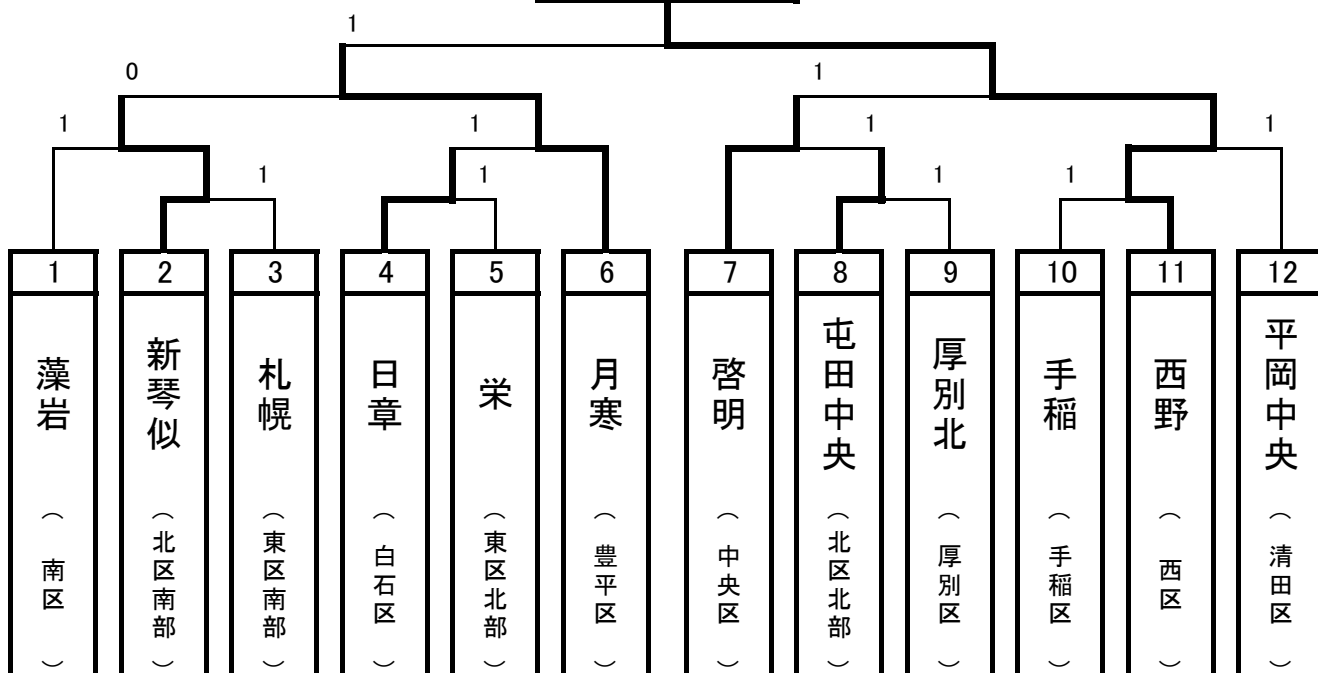 1
0
1
1
1
1
1
1
1
1
1
1
2
3
4
5
6
7
8
9
10
11
12
藻岩
新琴似
札幌
日章
栄
月寒
啓明
屯田中央
厚別北
手稲
西野
平岡中央
（南区）
（北区南部）
（東区南部）
（白石区）
（東区北部）
（豊平区）
（中央区）
（北区北部）
（厚別区）
（手稲区）
（西区）
（清田区）